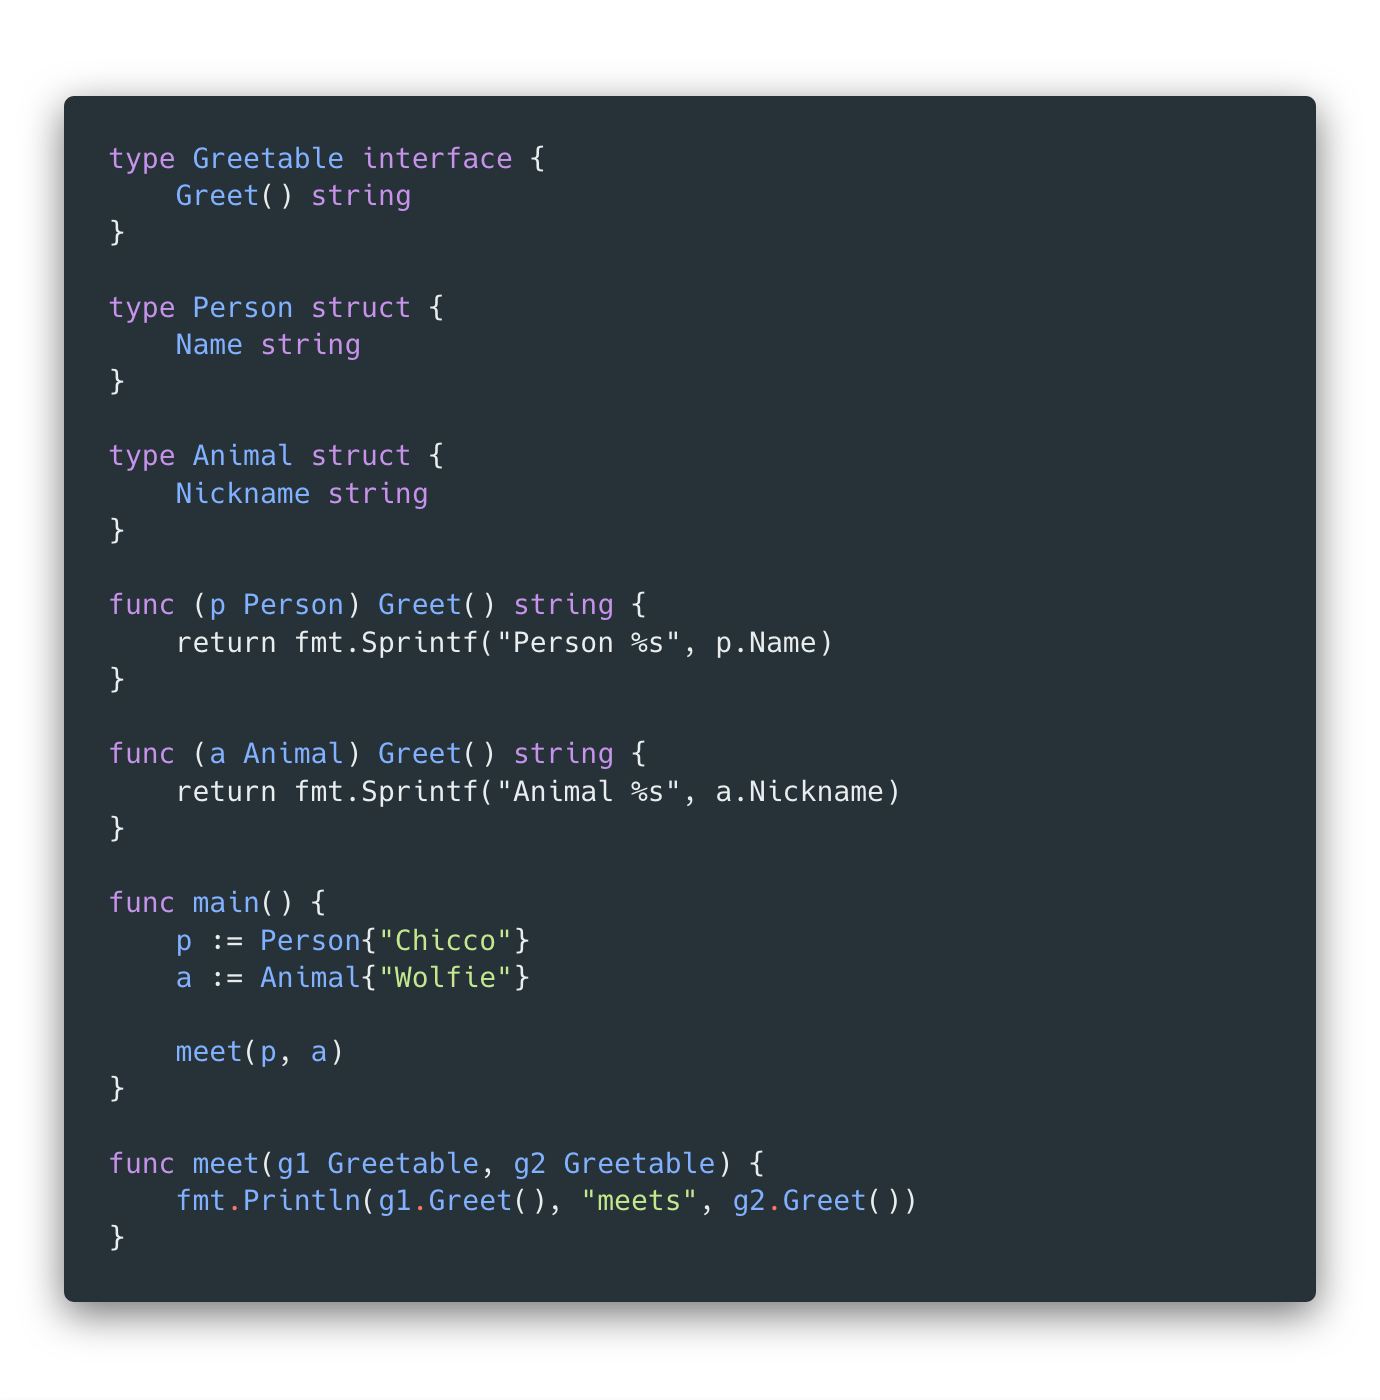 type Greetable interface {
    Greet() string
}

type Person struct {
    Name string
}

type Animal struct {
    Nickname string
}

func (p Person) Greet() string {
    return fmt.Sprintf("Person %s", p.Name)
}

func (a Animal) Greet() string {
    return fmt.Sprintf("Animal %s", a.Nickname)
}

func main() {
    p := Person{"Chicco"}
    a := Animal{"Wolfie"}

    meet(p, a)
}

func meet(g1 Greetable, g2 Greetable) {
    fmt.Println(g1.Greet(), "meets", g2.Greet())
}